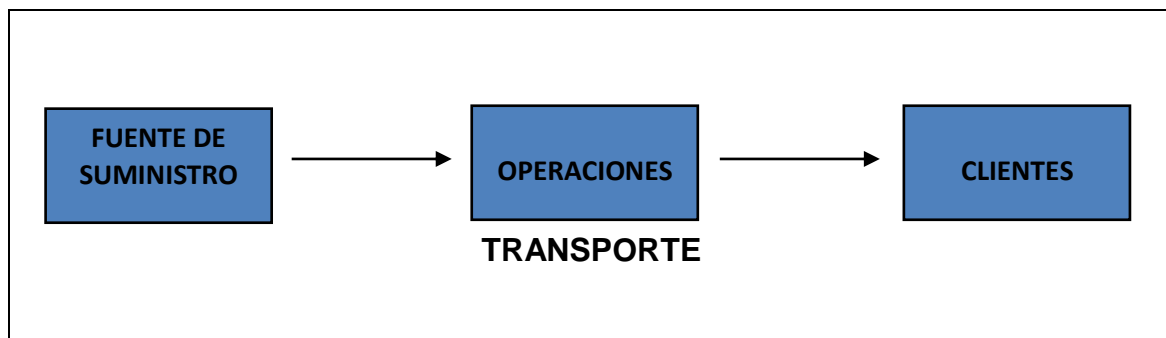 FUENTE DE
SUMINISTRO
OPERACIONES
CLIENTES
TRANSPORTE